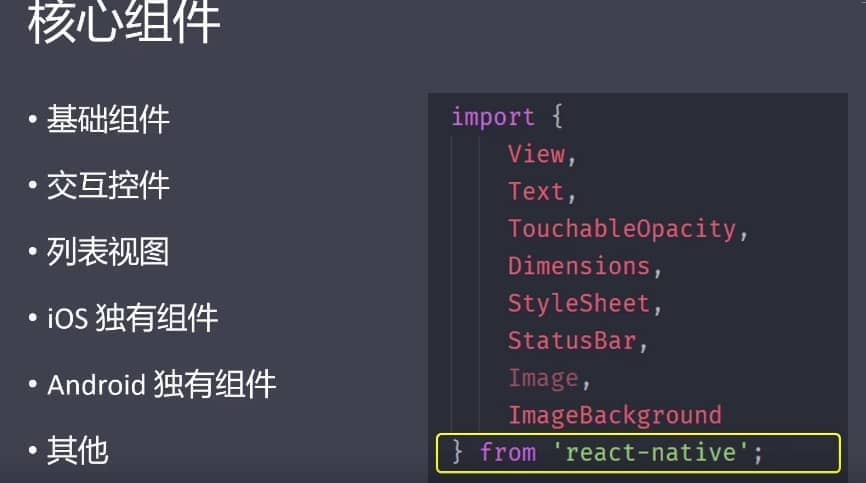 核心组件
• 基础组件
• 交互控件
• 列表视图
• iOS 独有组件
• Android 独有组件
• 其他
import {
View,
Text,
TouchableOpacity,
Dimensions,
StyleSheet,
StatusBar,
Image,
ImageBackground
} from 'react-native';